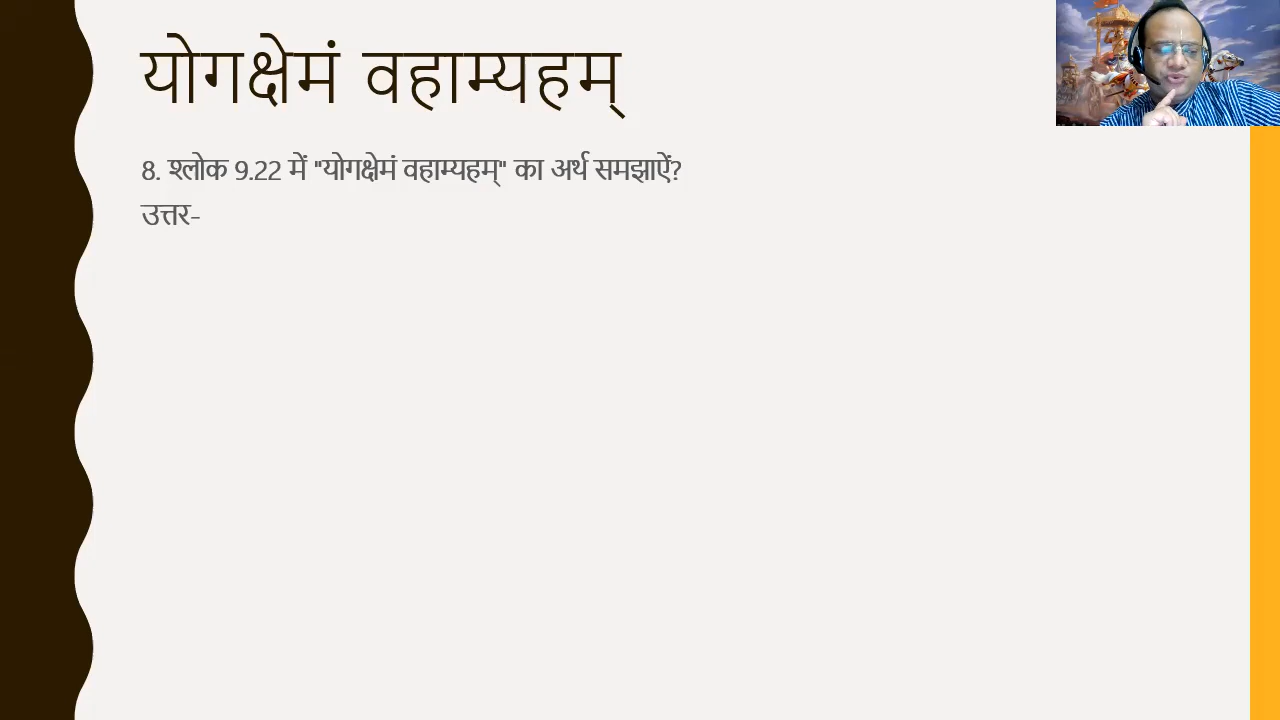 योगक्षेमं वहाम्यहम्
8. श्लोक 9.22 में "योगक्षेमं वहाम्यहम्" का अर्थ समझाऐं?
उत्तर-